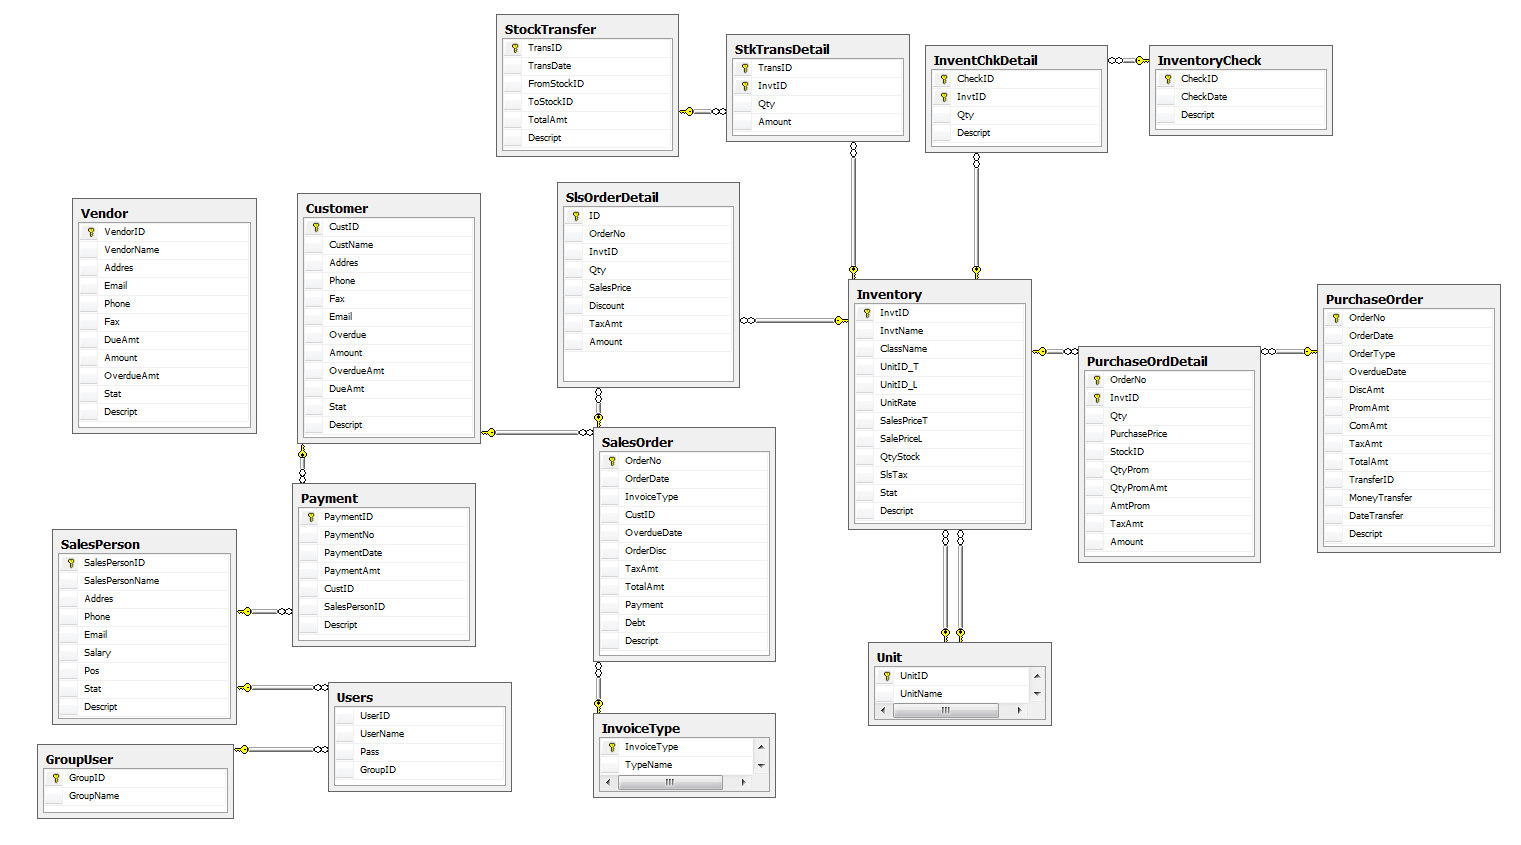 StockTransfer
TransID
TransDate
FromStockID
ToStockID
TotalAmt
Descript
StkTransDetail
TransID
InvtID
Qty
Amount
InventChkDetail
CheckID
InvtID
Qty
Descript
InventoryCheck
CheckID
CheckDate
Descript
Vendor
VendorID
VendorName
Addres
Email
Phone
Fax
DueAmt
Amount
OverdueAmt
Stat
Descript
Customer
CustID
CustName
Addres
Phone
Fax
Email
Overdue
Amount
OverdueAmt
DueAmt
Stat
Descript
SlsOrderDetail
ID
OrderNo
InvtID
Qty
SalesPrice
Discount
TaxAmt
Amount
Inventory
InvtID
InvtName
ClassName
UnitID_T
UnitID_L
UnitRate
SalesPriceT
SalePriceL
QtyStock
SlsTax
Stat
Descript
PurchaseOrdDetail
OrderNo
InvtID
Qty
PurchasePrice
StockID
QtyProm
QtyPromAmt
AmtProm
TaxAmt
Amount
PurchaseOrder
OrderNo
OrderDate
OrderType
OverdueDate
DiscAmt
PromAmt
ComAmt
TaxAmt
TotalAmt
TransferID
MoneyTransfer
DateTransfer
Descript
SalesOrder
OrderNo
OrderDate
InvoiceType
CustID
OverdueDate
OrderDisc
TaxAmt
TotalAmt
Payment
Debt
Descript
Payment
PaymentID
PaymentNo
PaymentDate
PaymentAmt
CustID
SalesPersonID
Descript
SalesPerson
SalesPersonID
SalesPersonName
Addres
Phone
Email
Salary
Pos
Stat
Descript
Users
UserID
UserName
Pass
GroupID
GroupUser
GroupID
GroupName
InvoiceType
InvoiceType
TypeName
Unit
UnitID
UnitName